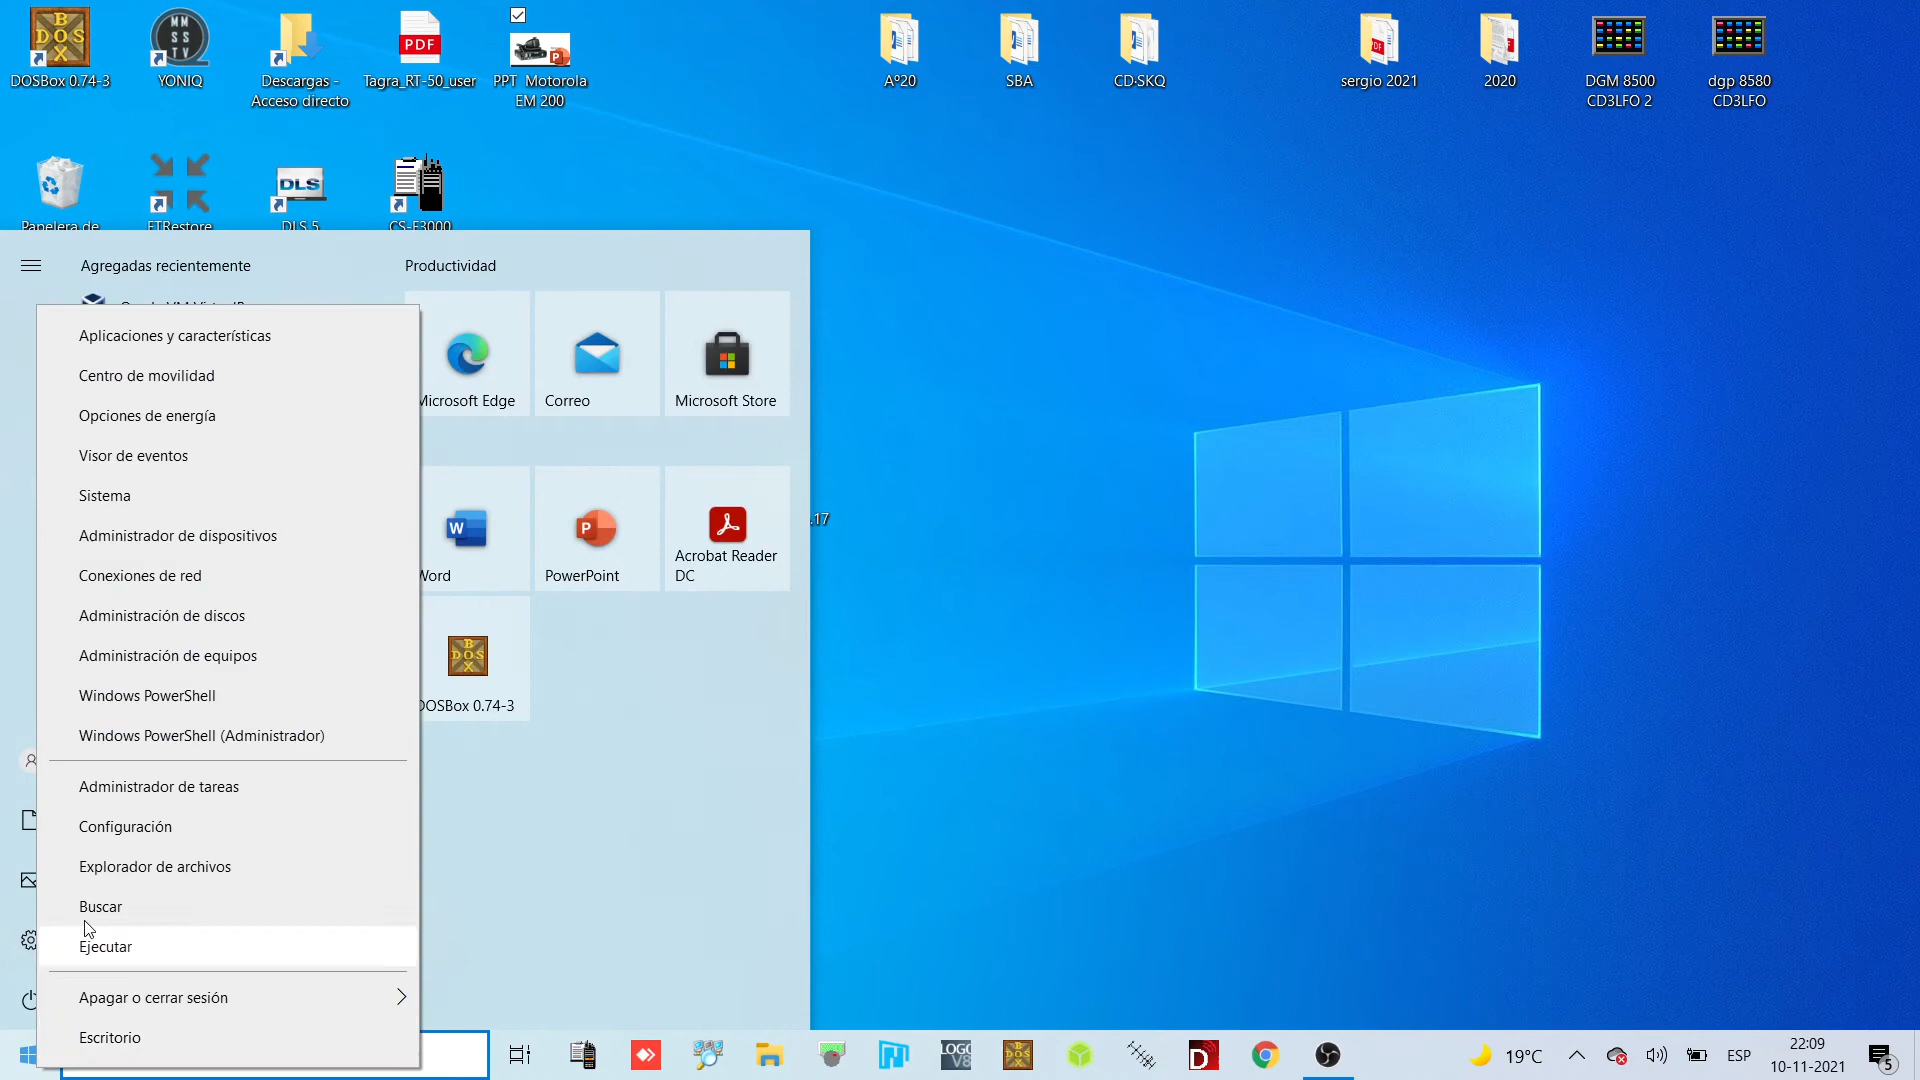 DOSBox 0.74-3
YONIQ
Descargas -
Acceso directo
PDF
Tagra_RT-50_user
PPT Motorola
EM 200
Aº20
SBA
CD·SKQ
sergio 2021
2020
DGM 8500
CD3LFO 2
dgp 8580
CD3LFO
DLS
Papelera de
FTRestore
DLS 5
CS-F3000
Agregadas recientemente
Productividad
Aplicaciones y características
Centro de movilidad
Opciones de energía
Visor de eventos
Sistema
Administrador de dispositivos
Conexiones de red
Administración de discos
Administración de equipos
Windows PowerShell
Windows PowerShell (Administrador)
Administrador de tareas
Configuración
Explorador de archivos
Buscar
Ejecutar
Apagar o cerrar sesión
Escritorio
Microsoft Edge
Correo
Microsoft Store
Word
PowerPoint
Acrobat Reader
DC
DOSBox 0.74-3
.17
19°C
ESP
22:09
10-11-2021
5